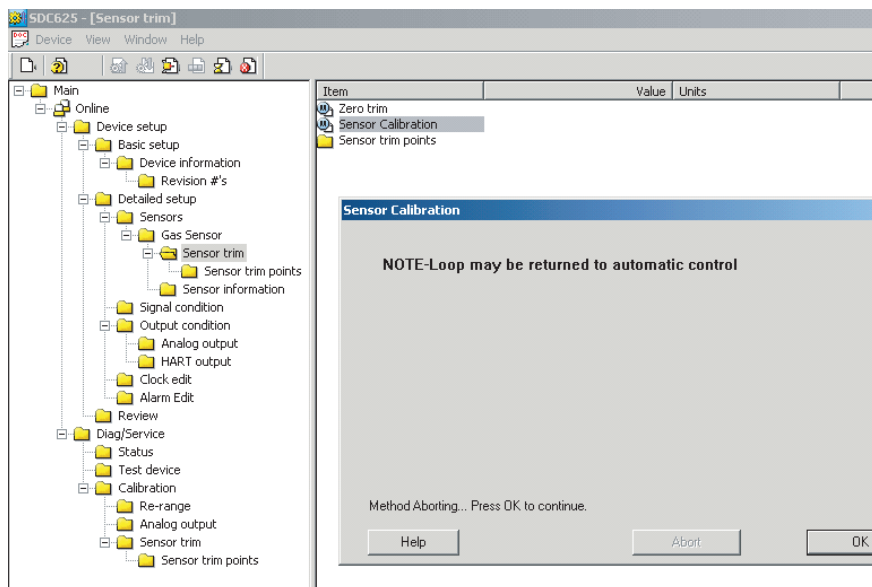 SDC625 - [Sensor trim]
Device View Window Help
Item Value Units
Main
Online
Device setup
Basic setup
Device information
Revision #'s
Detailed setup
Sensors
Gas Sensor
Sensor trim
Sensor trim points
Sensor information
Signal condition
Output condition
Analog output
HART output
Clock edit
Alarm Edit
Review
Diag/Service
Status
Test device
Calibration
Re-range
Analog output
Sensor trim
Sensor trim points
Zero trim
Sensor Calibration
Sensor trim points
Sensor Calibration
NOTE-Loop may be returned to automatic control
Method Aborting... Press OK to continue.
Help Abort OK